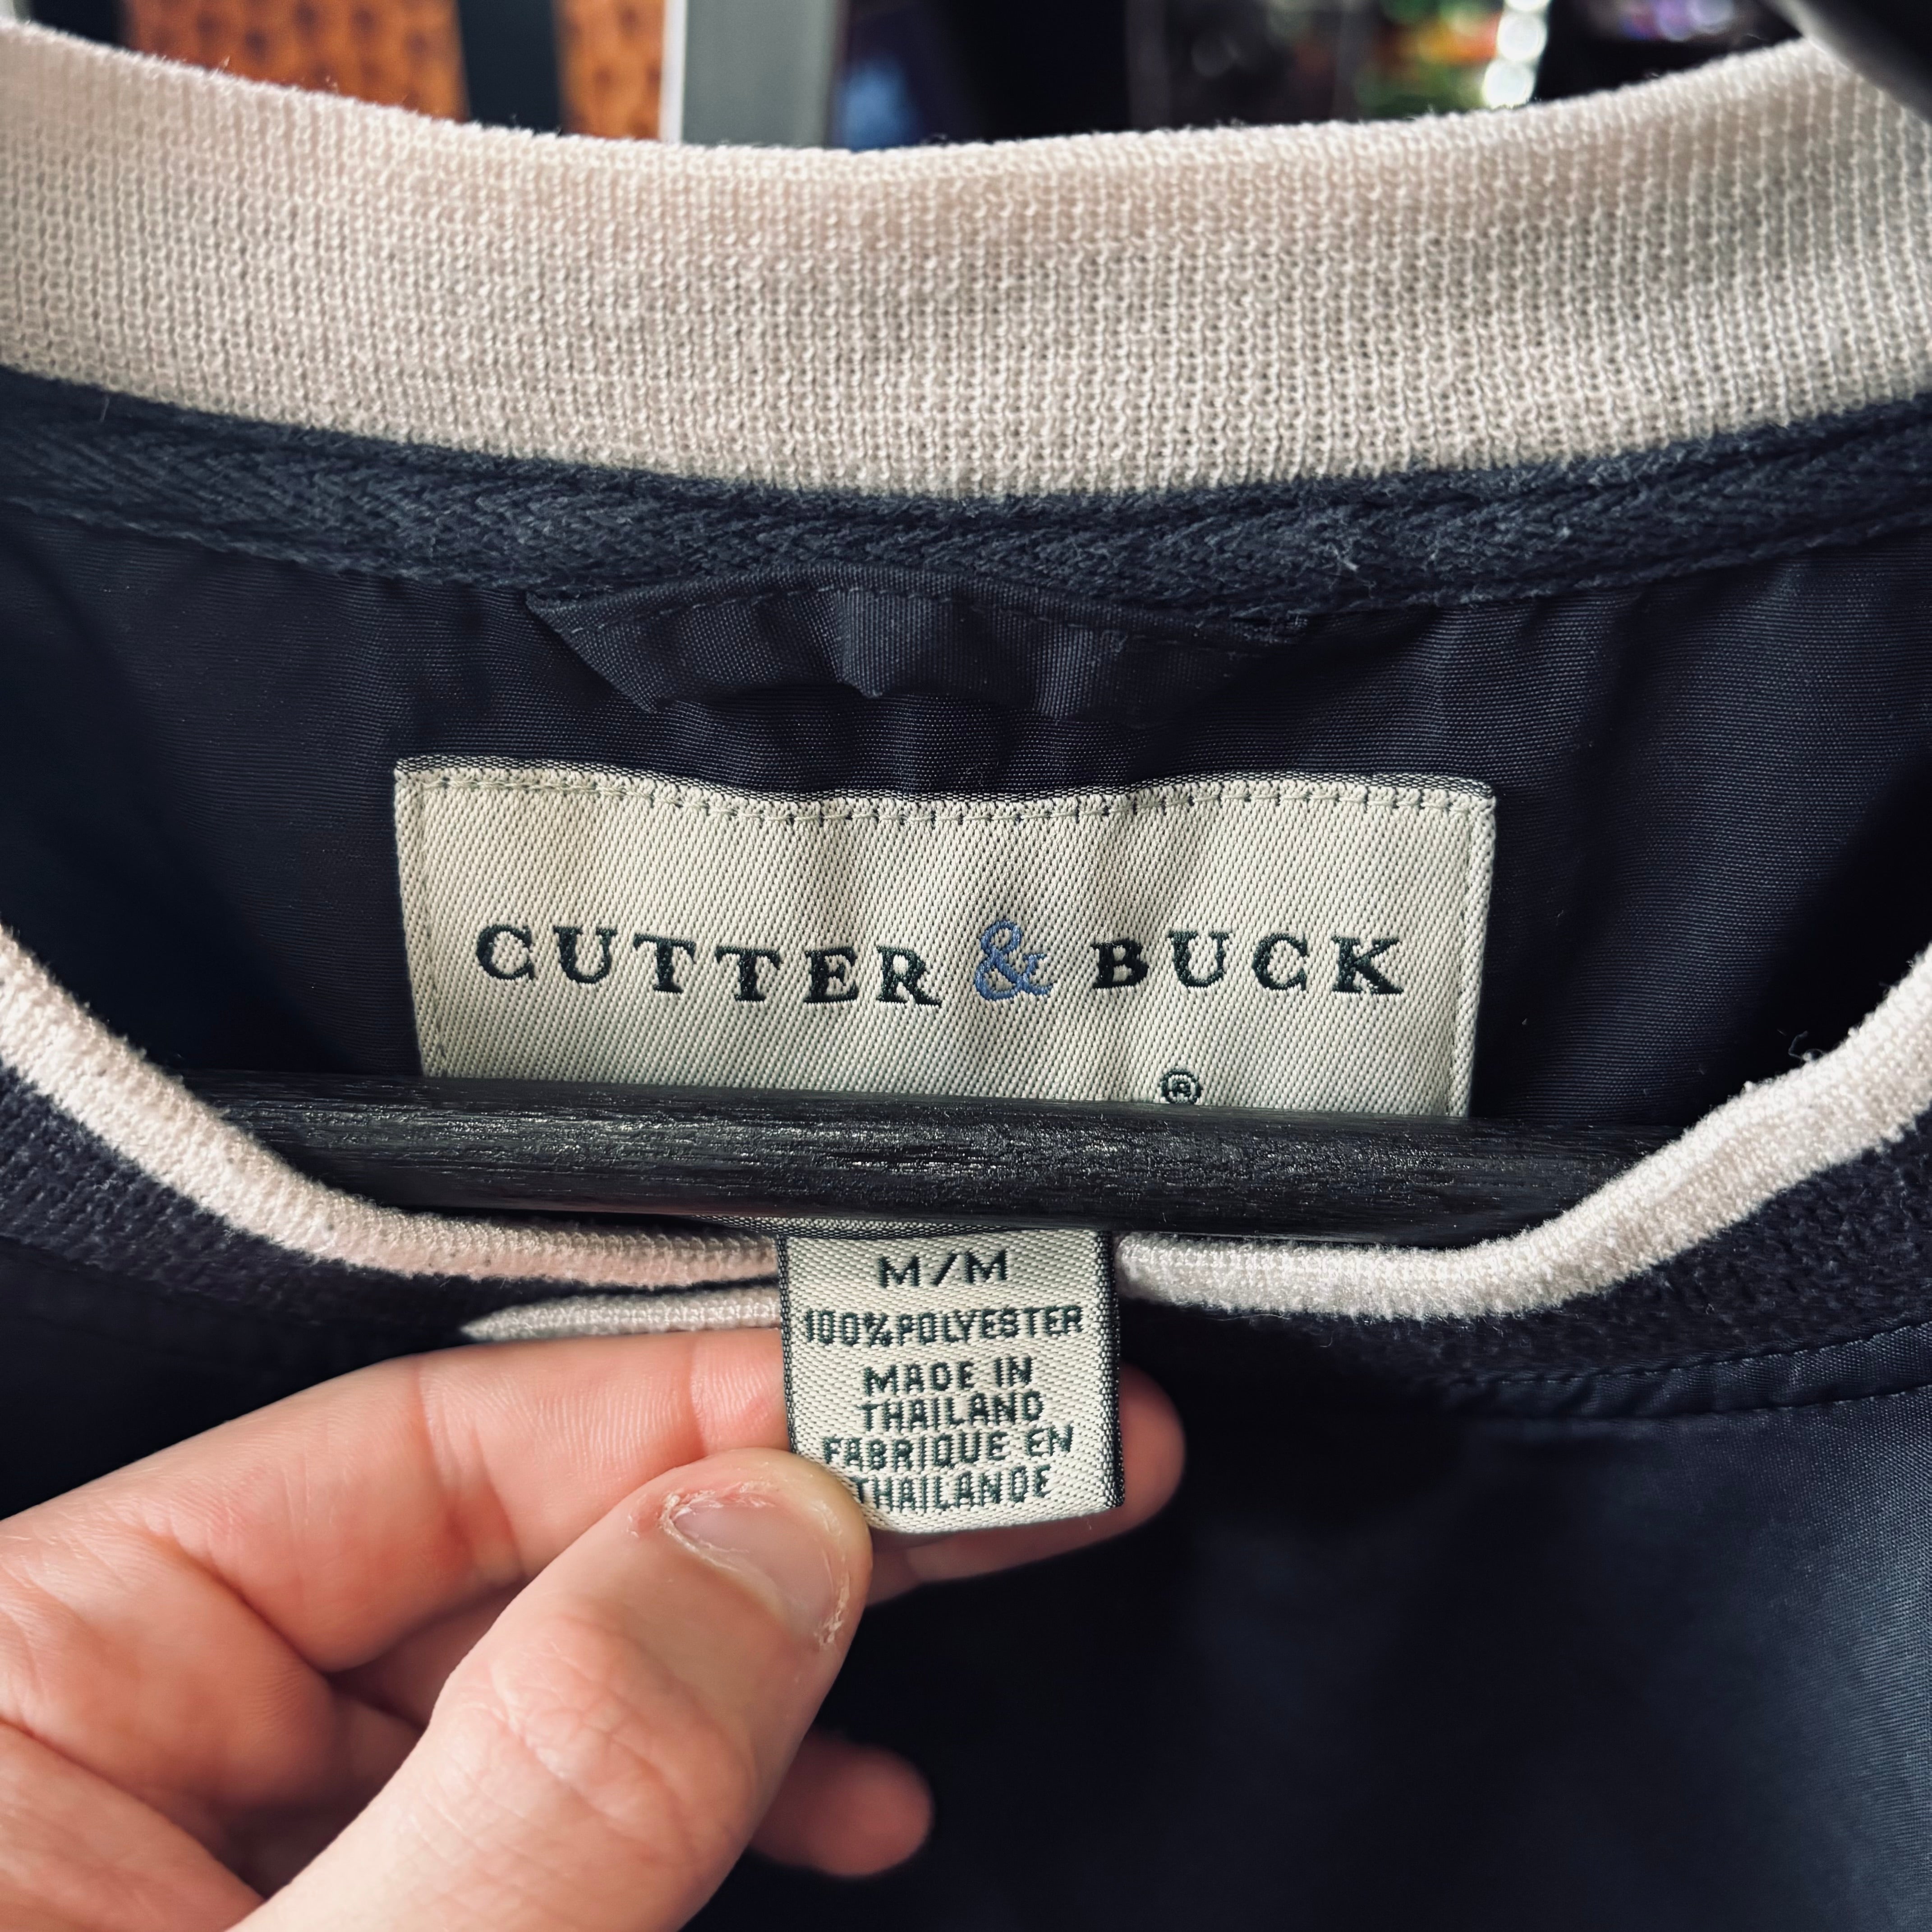 CUTTER & BUCK
®
M/M
100% POLYESTER
MADE IN
THAILAND
FABRIQUE EN
THAILANDE